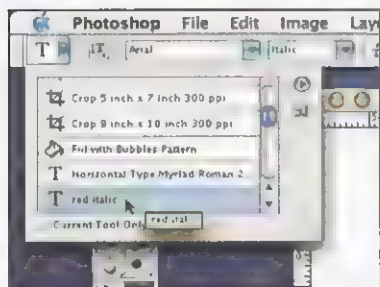 Photoshop File Edit Image Lay
T T Arial Italic
Crop 5 inch x 7 inch 300 ppi
Crop 8 inch x 10 inch 300 ppi
Fill with Bubbles Pattern
T Horizontal Type Myriad Roman 2
T red italic
Current Tool Only
red ital